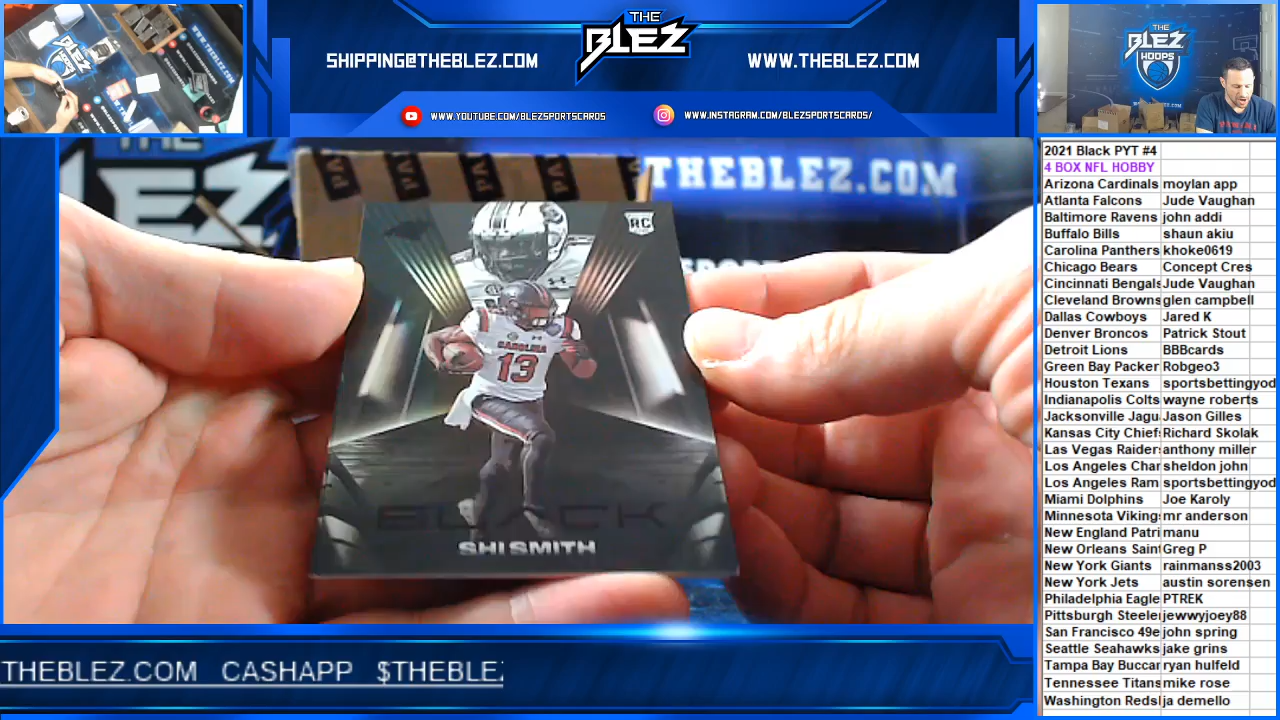 THE
BLEZ
SHIPPING@THEBLEZ.COM
WWW.THEBLEZ.COM
WWW.YOUTUBE.COM/BLEZSPORTSCARDS
WWW.INSTAGRAM.COM/BLEZSPORTSCARDS/
THE
BLEZ
HOOPS
THEBLEZ.COM
RC
CAROLINA
13
BLACK
SHI SMITH
THEBLEZ.COM CASHAPP $THEBLEZ
2021 Black PYT #4
4 BOX NFL HOBBY
Arizona Cardinals moylan app
Atlanta Falcons Jude Vaughan
Baltimore Ravens john addi
Buffalo Bills shaun akiu
Carolina Panthers khoke0619
Chicago Bears Concept Cres
Cincinnati Bengals Jude Vaughan
Cleveland Browns glen campbell
Dallas Cowboys Jared K
Denver Broncos Patrick Stout
Detroit Lions BBBcards
Green Bay Packer Robgeo3
Houston Texans sportsbettingyod
Indianapolis Colts wayne roberts
Jacksonville Jagu Jason Gilles
Kansas City Chiefs Richard Skolak
Las Vegas Raiders anthony miller
Los Angeles Char sheldon john
Los Angeles Ram sportsbettingyod
Miami Dolphins Joe Karoly
Minnesota Viking mr anderson
New England Patri manu
New Orleans Saint Greg P
New York Giants rainmanss2003
New York Jets austin sorensen
Philadelphia Eagle PTREK
Pittsburgh Steeler jewwyjoey88
San Francisco 49e john spring
Seattle Seahawks jake grins
Tampa Bay Buccar ryan hulfeld
Tennessee Titans mike rose
Washington Redsl ja demello